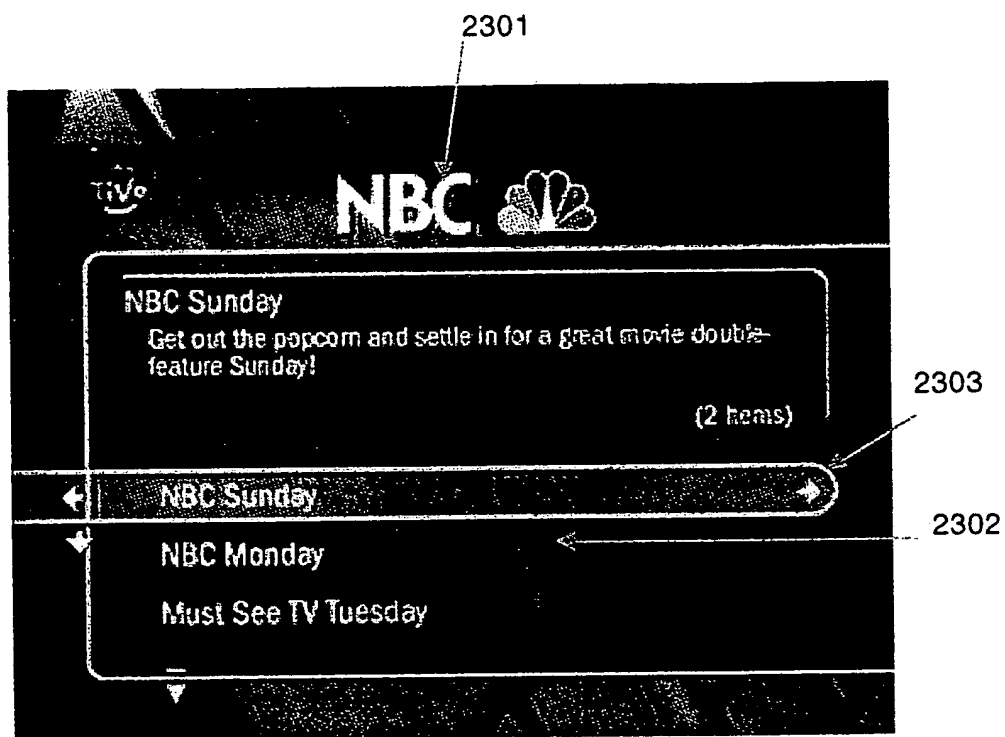 2301
TiVo
NBC
NBC Sunday
Get out the popcorn and settle in for a great movie double-
feature Sunday!
(2 items)
2303
NBC Sunday
2302
NBC Monday
Must See TV Tuesday